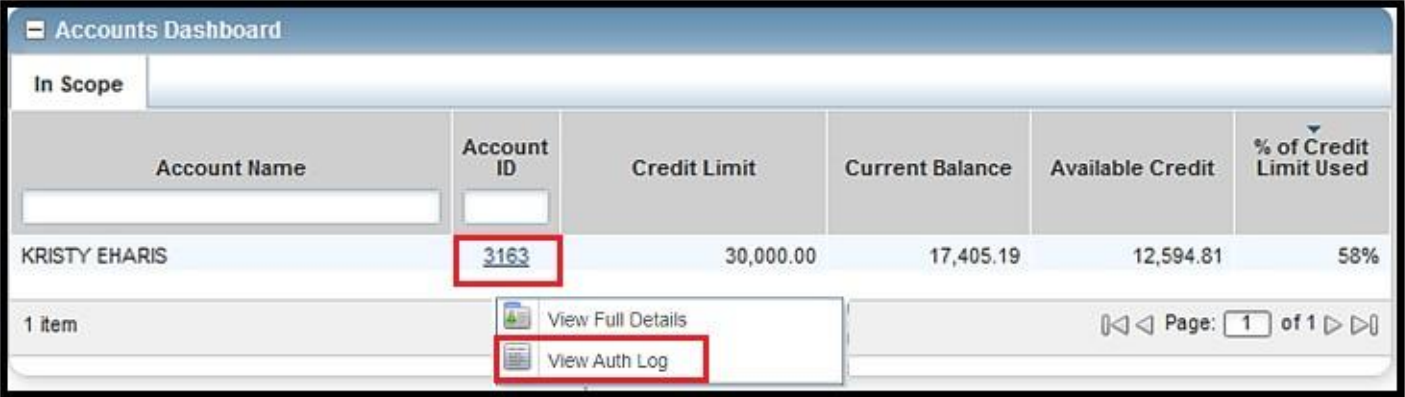 Accounts Dashboard
In Scope
Account Name Account ID Credit Limit Current Balance Available Credit % of Credit Limit Used
KRISTY EHARIS 3163 30,000.00 17,405.19 12,594.81 58%
1 item Page: 1 of 1
View Full Details
View Auth Log